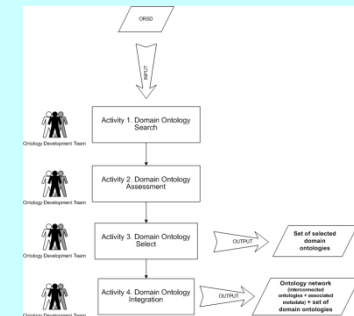 ORSD
INPUT
Activity 1. Domain Ontology
Search
Ontology Development Team
Activity 2. Domain Ontology
Assessment
Ontology Development Team
Activity 3. Domain Ontology
Select
Ontology Development Team
OUTPUT
Set of selected
domain
ontologies
Activity 4. Domain Ontology
Integration
Ontology Development Team
OUTPUT
Ontology network
(interconnected
ontologies + associated
metadata) + set of
domain ontologies